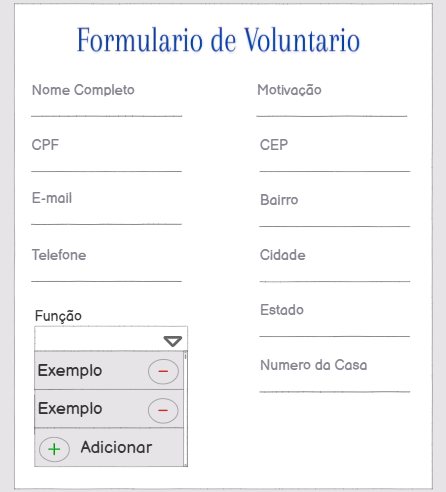 Formulario de Voluntario
Nome Completo
CPF
E-mail
Telefone
Função
Exemplo
Exemplo
Adicionar
Motivação
CEP
Bairro
Cidade
Estado
Numero da Casa